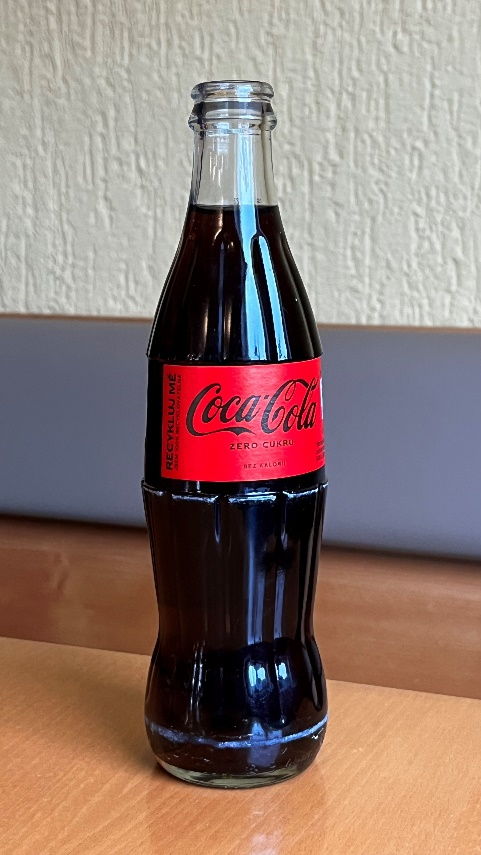 RECYKLUJ MĚ
Coca-Cola
ZERO CUKRU
BEZ KALORIÍ